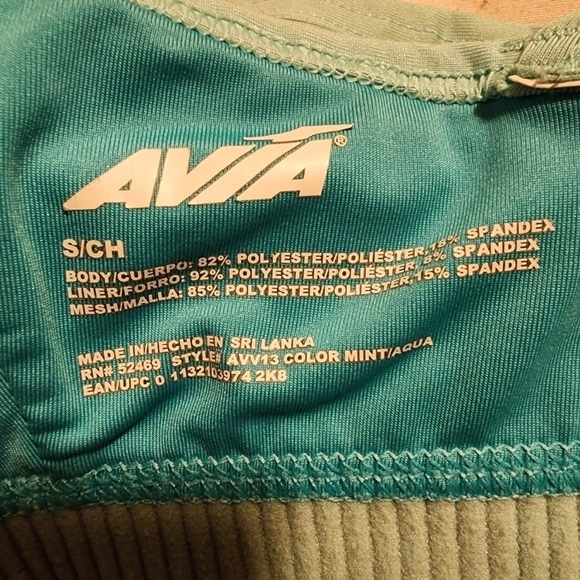 AVIA®
S/CH
BODY/CUERPO: 82% POLYESTER/POLIÉSTER, 18% SPANDEX
LINER/FORRO: 92% POLYESTER/POLIÉSTER, 8% SPANDEX
MESH/MALLA: 85% POLYESTER/POLIÉSTER, 15% SPANDEX
MADE IN/HECHO EN SRI LANKA
RN# 52469 STYLE# AVV13 COLOR MINT/AQUA
EAN/UPC 0 1132103974 2K8